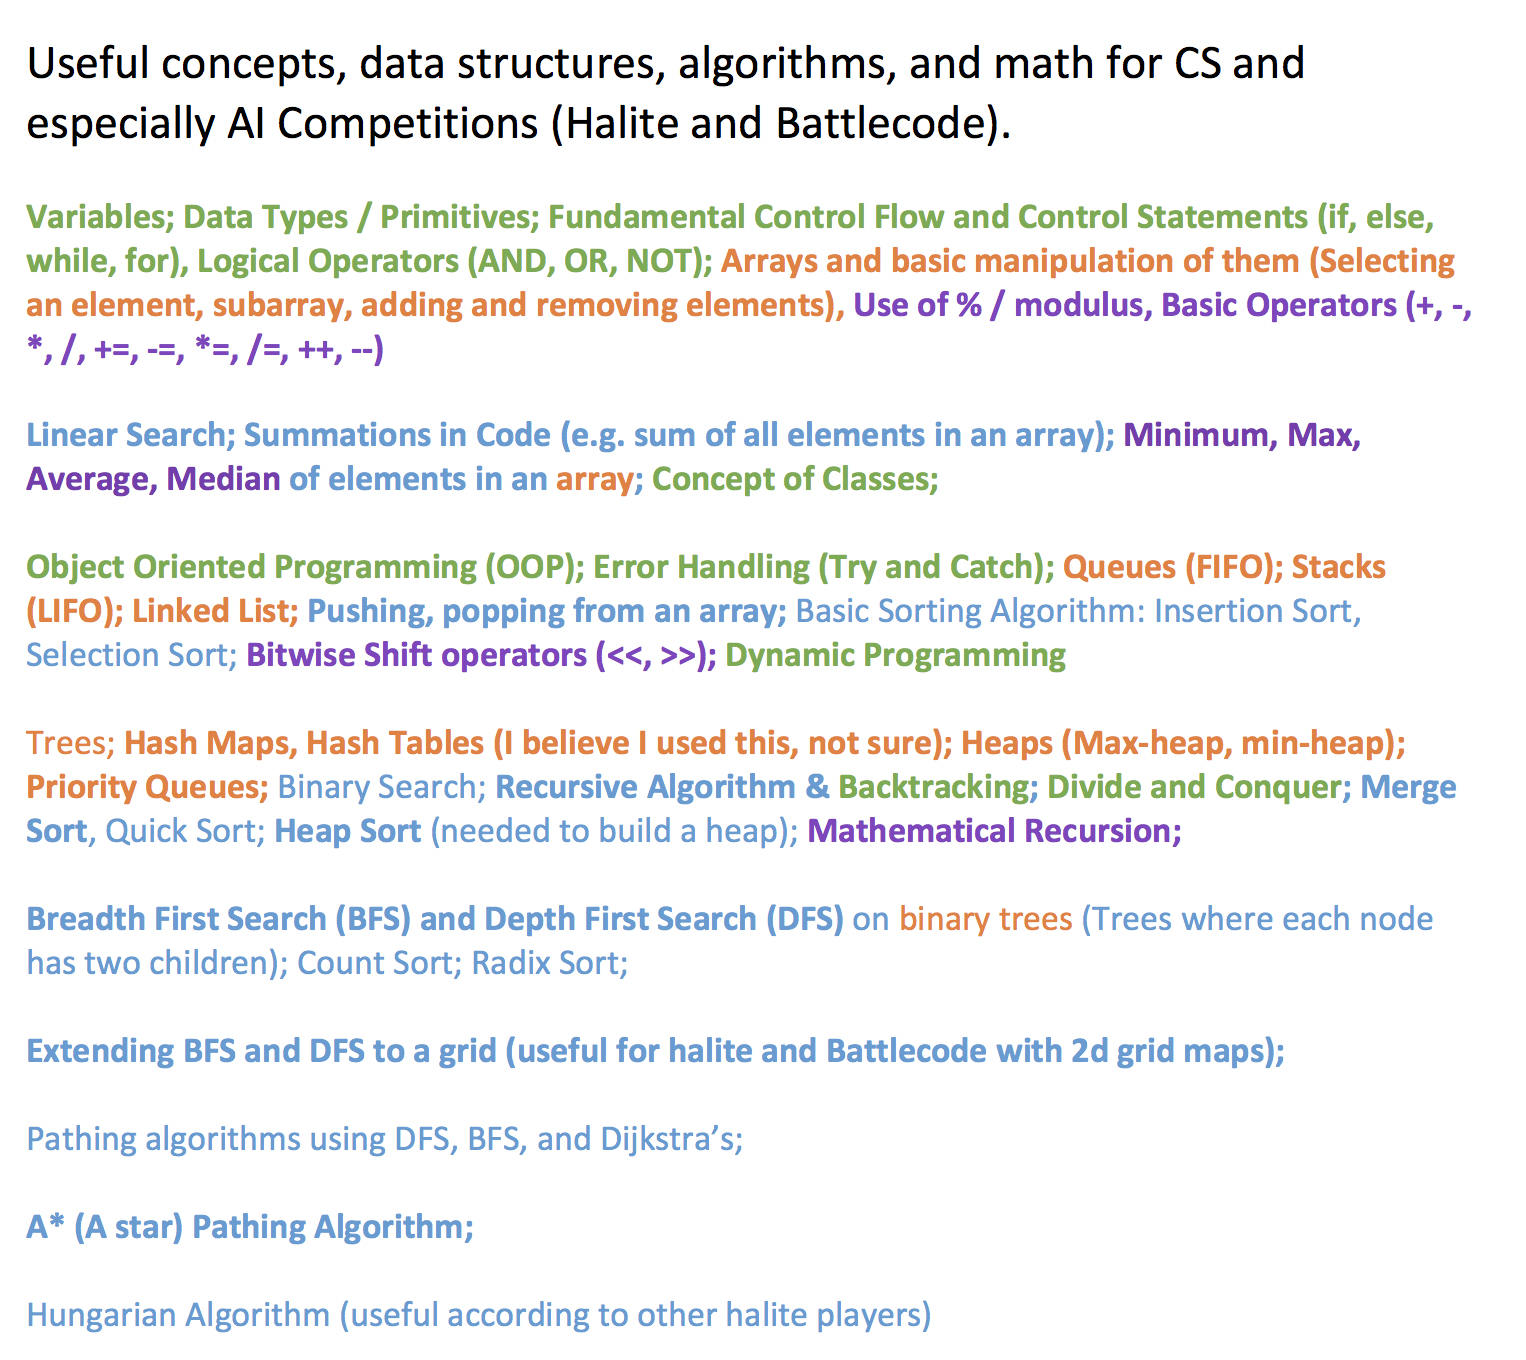 Useful concepts, data structures, algorithms, and math for CS and
especially AI Competitions (Halite and Battlecode).
Variables; Data Types / Primitives; Fundamental Control Flow and Control Statements (if, else,
while, for), Logical Operators (AND, OR, NOT); Arrays and basic manipulation of them (Selecting
an element, subarray, adding and removing elements), Use of % / modulus, Basic Operators (+, -,
*, /, +=, -=, *=, /=, ++, --)
Linear Search; Summations in Code (e.g. sum of all elements in an array); Minimum, Max,
Average, Median of elements in an array; Concept of Classes;
Object Oriented Programming (OOP); Error Handling (Try and Catch); Queues (FIFO); Stacks
(LIFO); Linked List; Pushing, popping from an array; Basic Sorting Algorithm: Insertion Sort,
Selection Sort; Bitwise Shift operators (<<, >>); Dynamic Programming
Trees; Hash Maps, Hash Tables (I believe I used this, not sure); Heaps (Max-heap, min-heap);
Priority Queues; Binary Search; Recursive Algorithm & Backtracking; Divide and Conquer; Merge
Sort, Quick Sort; Heap Sort (needed to build a heap); Mathematical Recursion;
Breadth First Search (BFS) and Depth First Search (DFS) on binary trees (Trees where each node
has two children); Count Sort; Radix Sort;
Extending BFS and DFS to a grid (useful for halite and Battlecode with 2d grid maps);
Pathing algorithms using DFS, BFS, and Dijkstra’s;
A* (A star) Pathing Algorithm;
Hungarian Algorithm (useful according to other halite players)